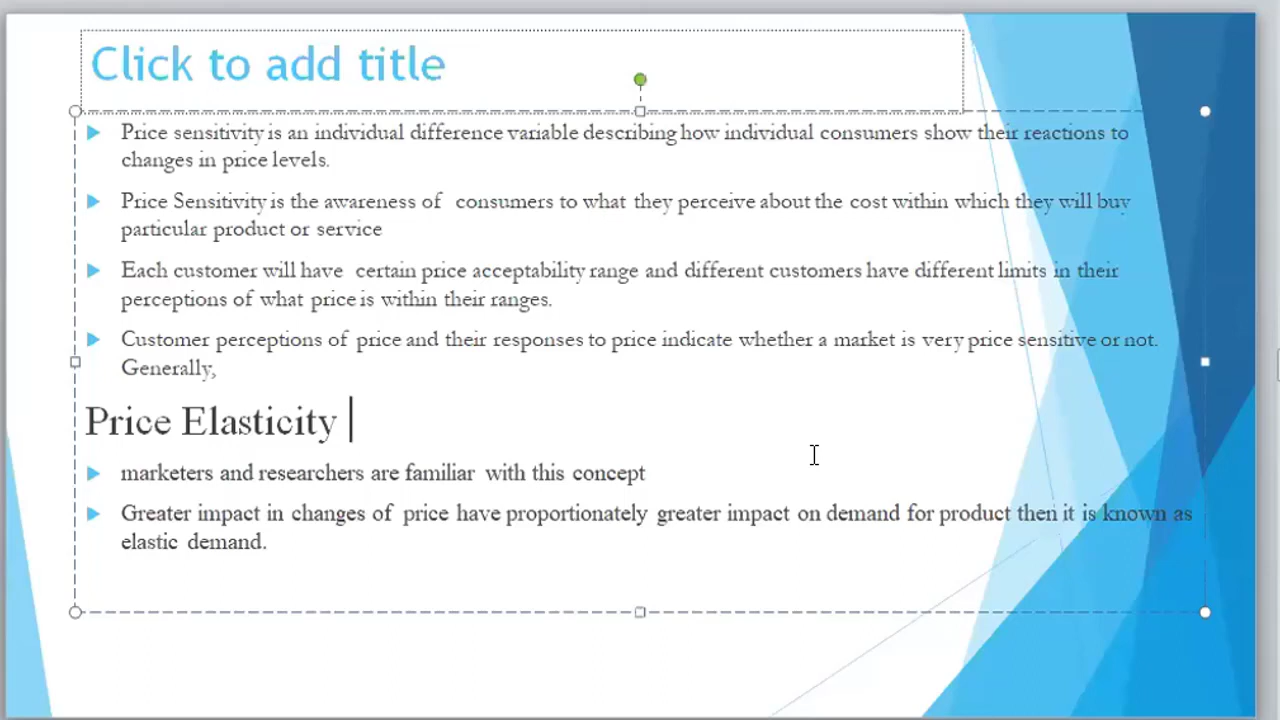 Click to add title
Price sensitivity is an individual difference variable describing how individual consumers show their reactions to
changes in price levels.
Price Sensitivity is the awareness of consumers to what they perceive about the cost within which they will buy
particular product or service
Each customer will have certain price acceptability range and different customers have different limits in their
perceptions of what price is within their ranges.
Customer perceptions of price and their responses to price indicate whether a market is very price sensitive or not.
Generally,
Price Elasticity
marketers and researchers are familiar with this concept
Greater impact in changes of price have proportionately greater impact on demand for product then it is known as
elastic demand.